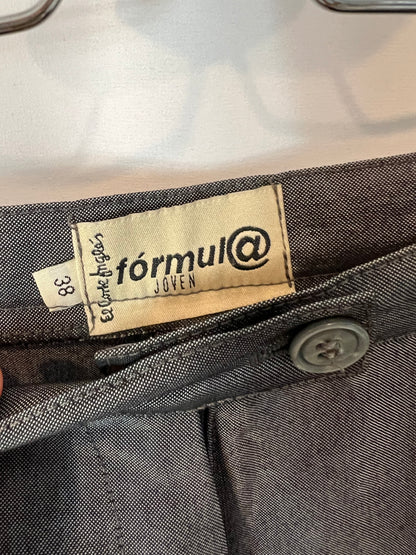 El Corte Inglés
fórmul@
JOVEN
38